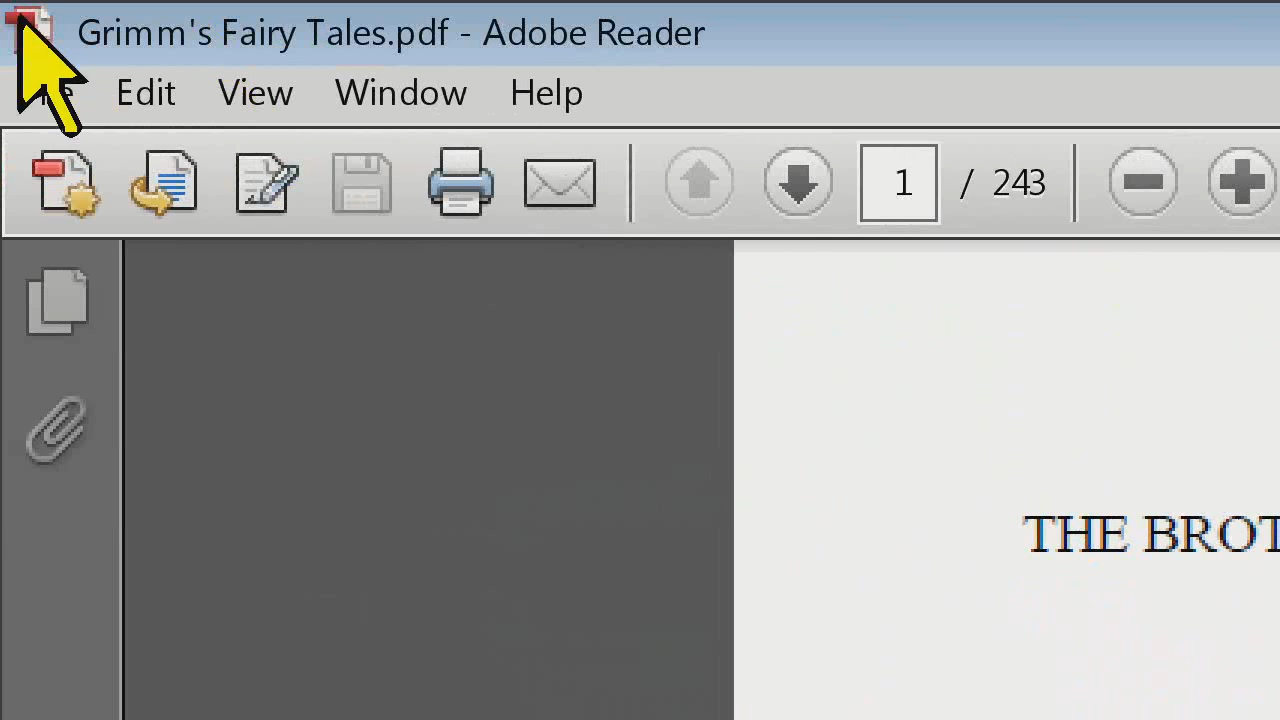 Grimm's Fairy Tales.pdf - Adobe Reader
Edit View Window Help
1 / 243
THE BROT